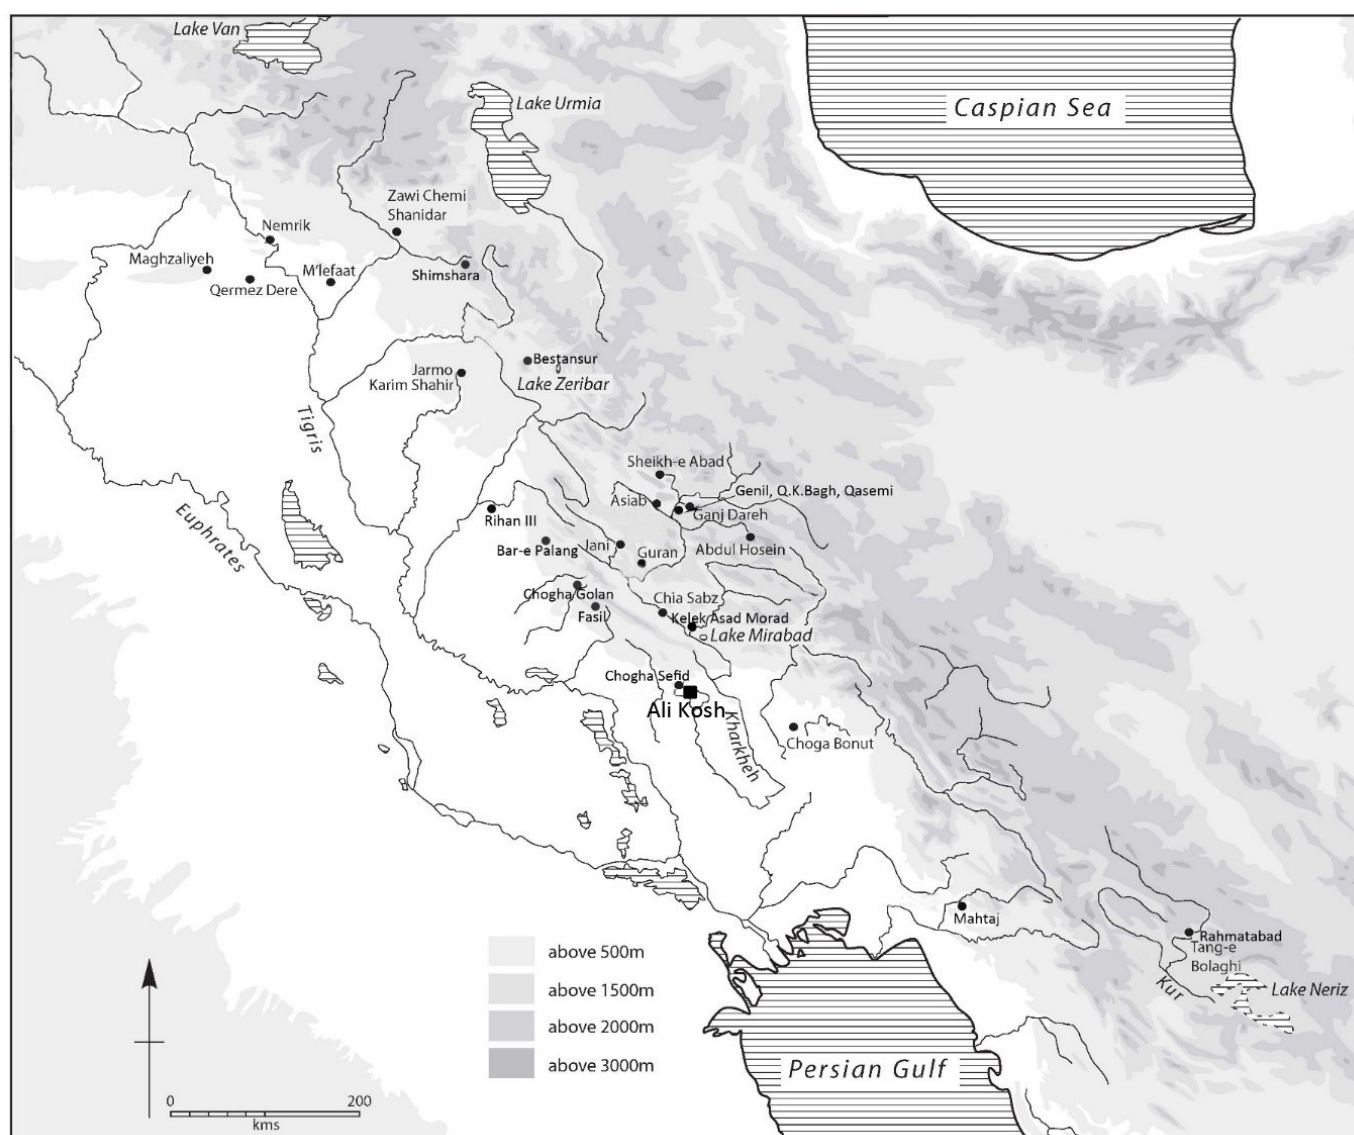 Lake Van
Lake Urmia
Caspian Sea
Zawi Chemi
Shanidar
Nemrik
Maghzaliyeh
M'lefaat
Shimshara
Qermez Dere
Bestansur
Jarmo
Karim Shahir
Lake Zeribar
Tigris
Sheikh-e Abad
Genil, Q.K.Bagh, Qasemi
Asiab
Ganj Dareh
Euphrates
Rihan III
Bar-e Palang
Jani
Guran
Abdul Hosein
Chogha Golan
Chia Sabz
Fasil
Kelek Asad Morad
Lake Mirabad
Chogha Sefid
Ali Kosh
Kharkheh
Choga Bonut
Mahtaj
Rahmatabad
Tang-e
Bolaghi
Kur
Lake Neriz
above 500m
above 1500m
above 2000m
above 3000m
Persian Gulf
0 200
kms